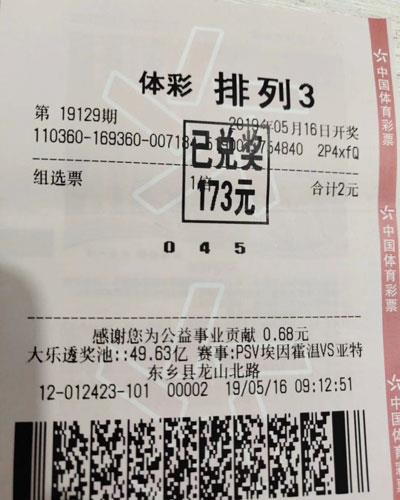 体彩 排列3
第 19129期 2019年05月16日开奖
110360-169360-007184 754840 2P4xfQ
已兑奖
173元
组选票 1倍 合计2元
0 4 5
感谢您为公益事业贡献 0.68元
大乐透奖池::49.63亿 赛事:PSV埃因霍温VS亚特
东乡县龙山北路
12-012423-101 00002 19/05/16 09:12:51
中国体育彩票
中国体育彩票
中国体育彩票